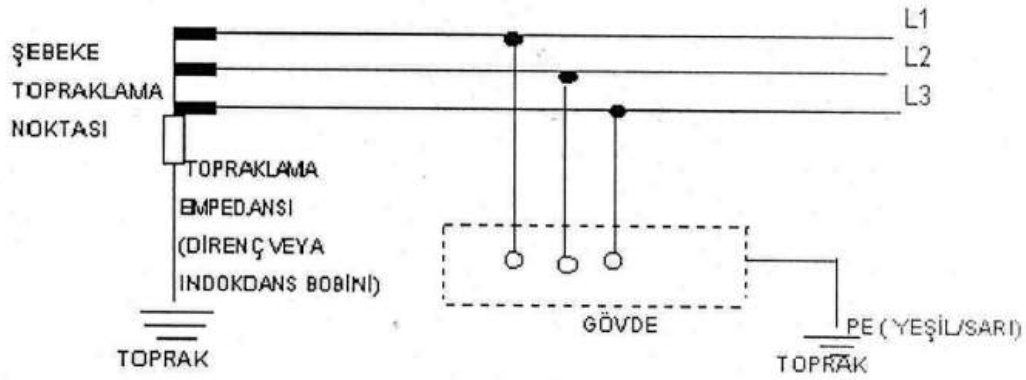 L1
L2
L3
ŞEBEKE
TOPRAKLAMA
NOKTASI
TOPRAKLAMA
EMPEDANSI
(DİRENÇ VEYA
INDOKDANS BOBİNİ)
TOPRAK
GÖVDE
PE ( YEŞİL/SARI)
TOPRAK